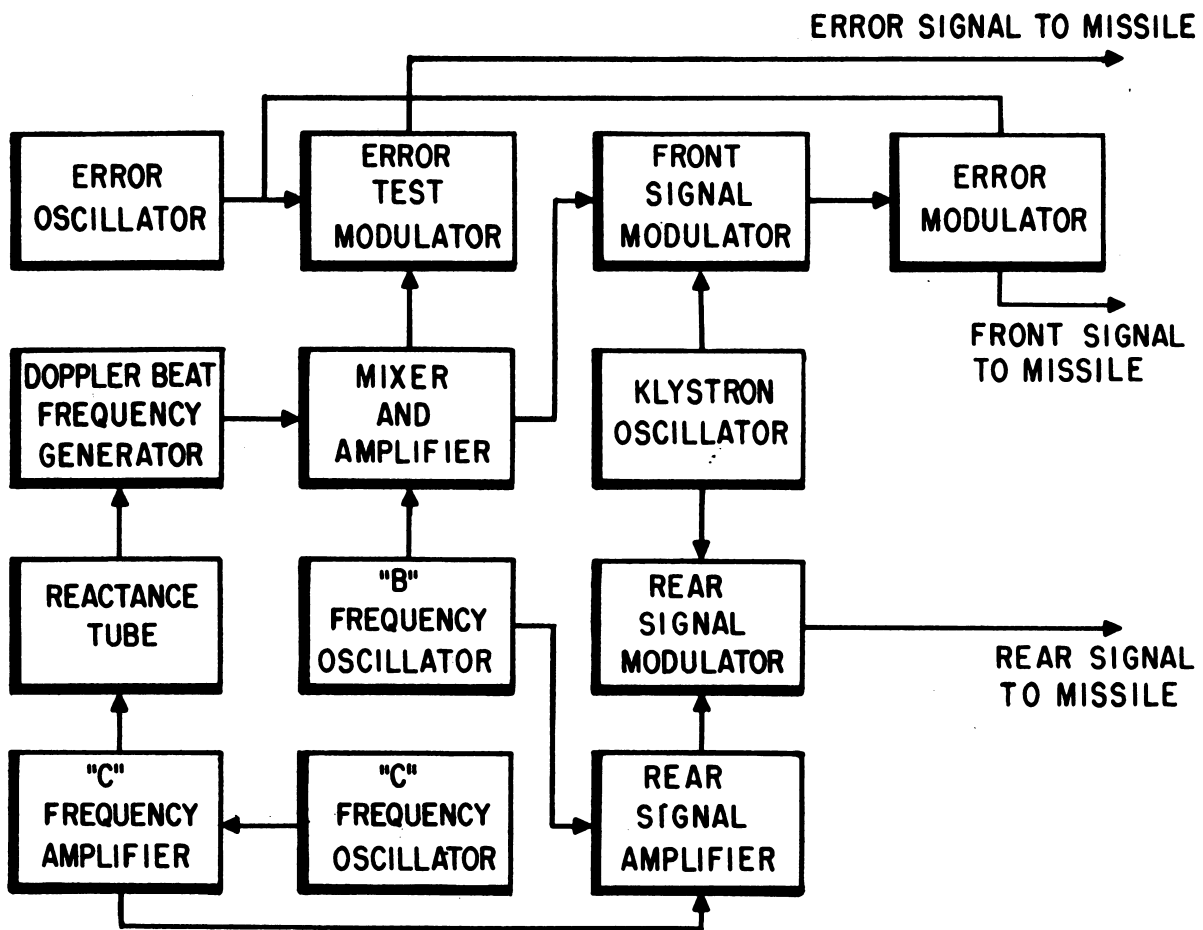 ERROR SIGNAL TO MISSILE
ERROR
OSCILLATOR
ERROR
TEST
MODULATOR
FRONT
SIGNAL
MODULATOR
ERROR
MODULATOR
FRONT SIGNAL
TO MISSILE
DOPPLER BEAT
FREQUENCY
GENERATOR
MIXER
AND
AMPLIFIER
KLYSTRON
OSCILLATOR
REACTANCE
TUBE
"B"
FREQUENCY
OSCILLATOR
REAR
SIGNAL
MODULATOR
REAR SIGNAL
TO MISSILE
"C"
FREQUENCY
AMPLIFIER
"C"
FREQUENCY
OSCILLATOR
REAR
SIGNAL
AMPLIFIER